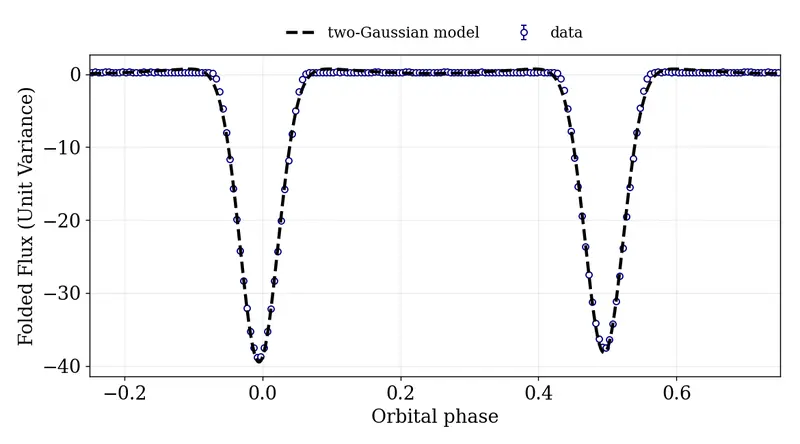 two-Gaussian model data
Folded Flux (Unit Variance)
0
−10
−20
−30
−40
−0.2 0.0 0.2 0.4 0.6
Orbital phase